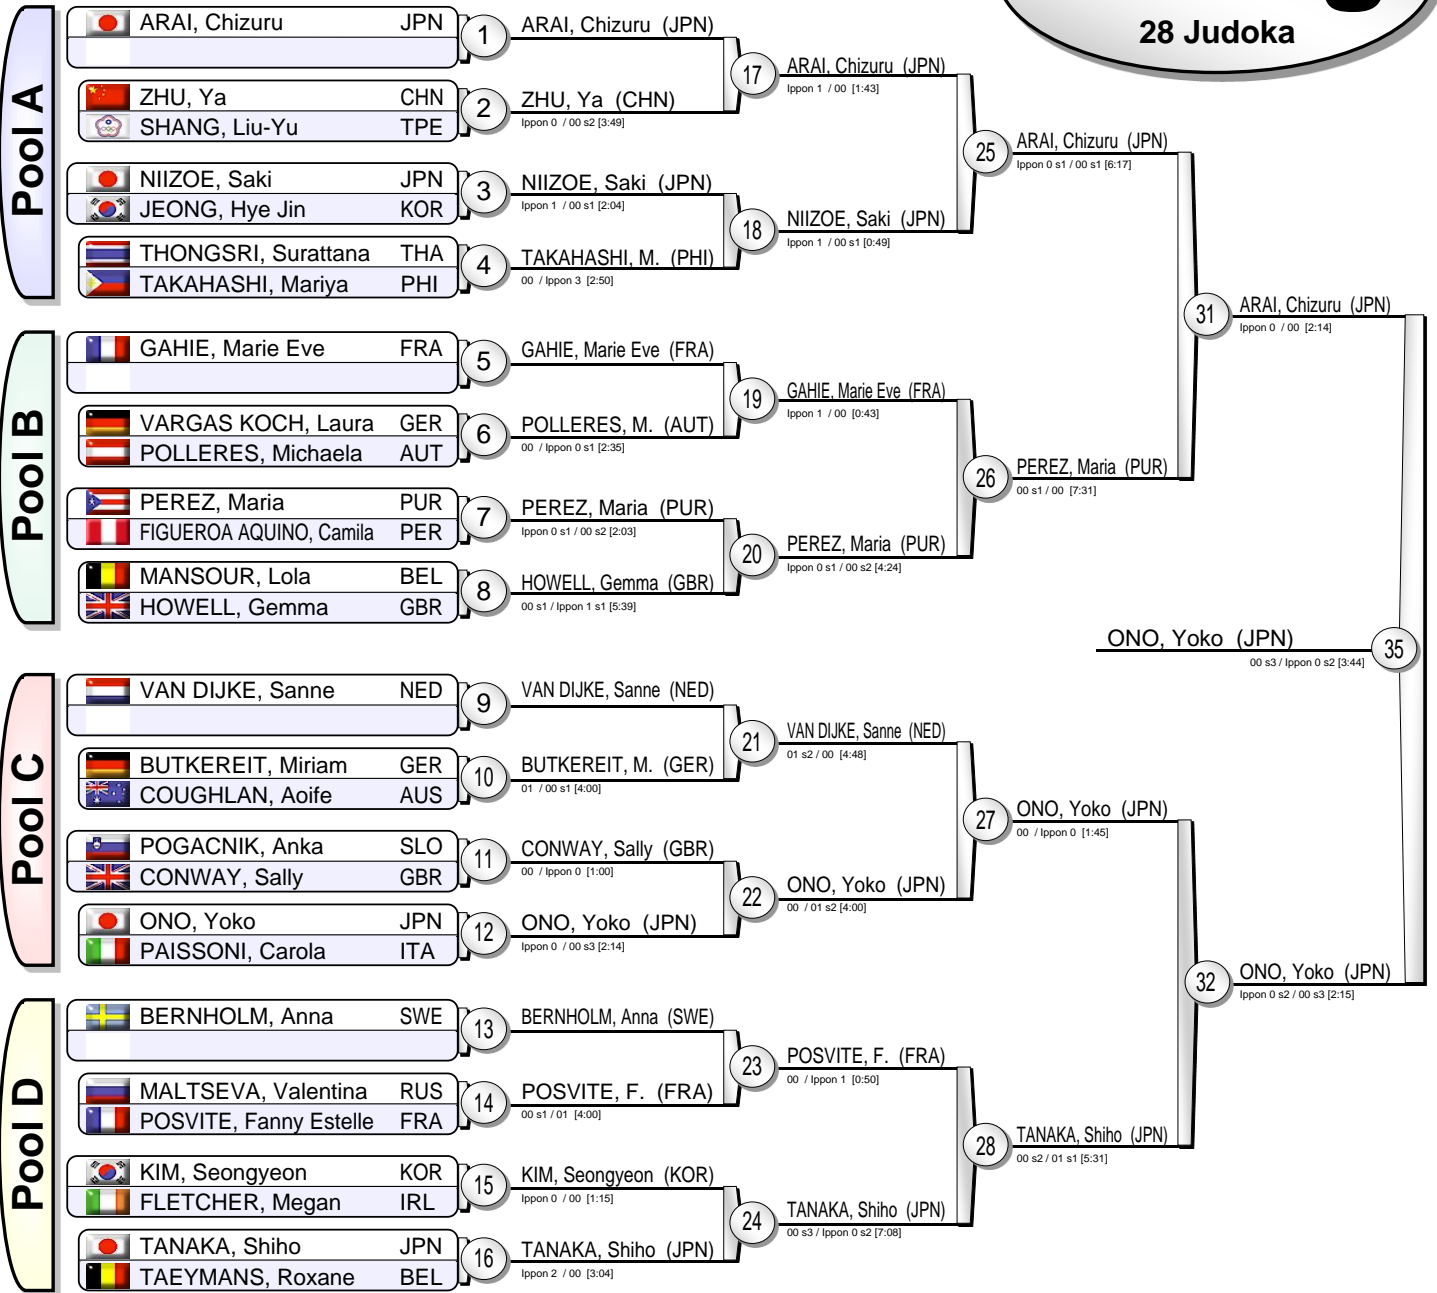 28 Judoka
Pool A
ARAI, Chizuru JPN
1
ZHU, Ya CHN
SHANG, Liu-Yu TPE
2
NIIZOE, Saki JPN
JEONG, Hye Jin KOR
3
THONGSRI, Surattana THA
TAKAHASHI, Mariya PHI
4
Pool B
GAHIE, Marie Eve FRA
5
VARGAS KOCH, Laura GER
POLLERES, Michaela AUT
6
PEREZ, Maria PUR
FIGUEROA AQUINO, Camila PER
7
MANSOUR, Lola BEL
HOWELL, Gemma GBR
8
Pool C
VAN DIJKE, Sanne NED
9
BUTKEREIT, Miriam GER
COUGHLAN, Aoife AUS
10
POGACNIK, Anka SLO
CONWAY, Sally GBR
11
ONO, Yoko JPN
PAISSONI, Carola ITA
12
Pool D
BERNHOLM, Anna SWE
13
MALTSEVA, Valentina RUS
POSVITE, Fanny Estelle FRA
14
KIM, Seongyeon KOR
FLETCHER, Megan IRL
15
TANAKA, Shiho JPN
TAEYMANS, Roxane BEL
16
ARAI, Chizuru (JPN)
ZHU, Ya (CHN)
Ippon 0 / 00 s2 [3:49]
17
NIIZOE, Saki (JPN)
Ippon 1 / 00 s1 [2:04]
TAKAHASHI, M. (PHI)
00 / Ippon 3 [2:50]
18
GAHIE, Marie Eve (FRA)
POLLERES, M. (AUT)
00 / Ippon 0 s1 [2:35]
19
PEREZ, Maria (PUR)
Ippon 0 s1 / 00 s2 [2:03]
HOWELL, Gemma (GBR)
00 s1 / Ippon 1 s1 [5:39]
20
VAN DIJKE, Sanne (NED)
BUTKEREIT, M. (GER)
01 / 00 s1 [4:00]
21
CONWAY, Sally (GBR)
00 / Ippon 0 [1:00]
ONO, Yoko (JPN)
Ippon 0 / 00 s3 [2:14]
22
BERNHOLM, Anna (SWE)
POSVITE, F. (FRA)
00 s1 / 01 [4:00]
23
KIM, Seongyeon (KOR)
Ippon 0 / 00 [1:15]
TANAKA, Shiho (JPN)
Ippon 2 / 00 [3:04]
24
ARAI, Chizuru (JPN)
Ippon 1 / 00 [1:43]
NIIZOE, Saki (JPN)
Ippon 1 / 00 s1 [0:49]
25
GAHIE, Marie Eve (FRA)
Ippon 1 / 00 [0:43]
PEREZ, Maria (PUR)
Ippon 0 s1 / 00 s2 [4:24]
26
VAN DIJKE, Sanne (NED)
01 s2 / 00 [4:48]
ONO, Yoko (JPN)
00 / 01 s2 [4:00]
27
POSVITE, F. (FRA)
00 / Ippon 1 [0:50]
TANAKA, Shiho (JPN)
00 s3 / Ippon 0 s2 [7:08]
28
ARAI, Chizuru (JPN)
Ippon 0 s1 / 00 s1 [6:17]
PEREZ, Maria (PUR)
00 s1 / 00 [7:31]
31
ONO, Yoko (JPN)
00 / Ippon 0 [1:45]
TANAKA, Shiho (JPN)
00 s2 / 01 s1 [5:31]
32
ARAI, Chizuru (JPN)
Ippon 0 / 00 [2:14]
ONO, Yoko (JPN)
Ippon 0 s2 / 00 s3 [2:15]
35
ONO, Yoko (JPN)
00 s3 / Ippon 0 s2 [3:44]